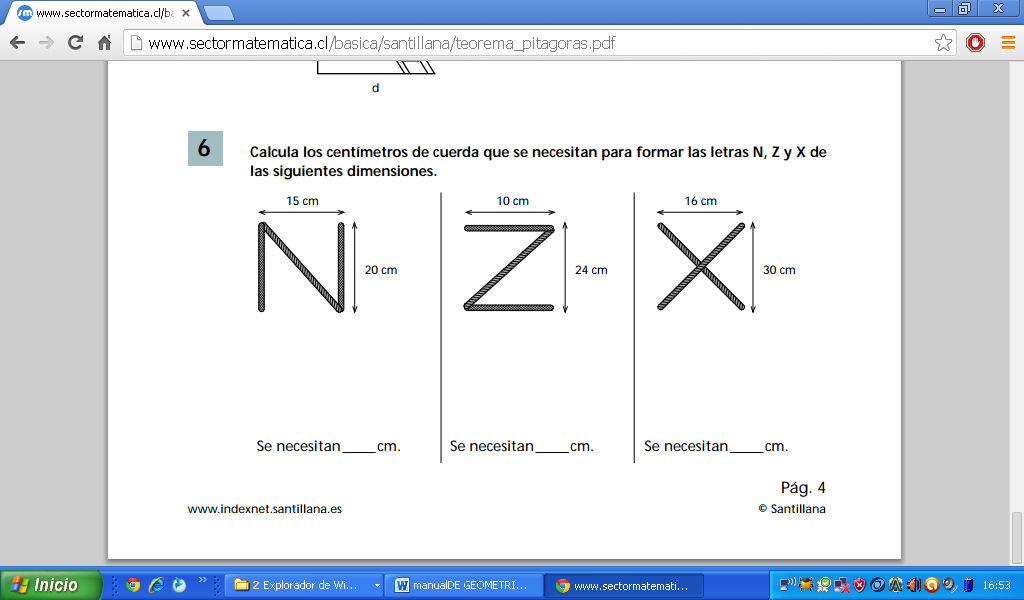 www.sectormatematica.cl/ba
www.sectormatematica.cl/basica/santillana/teorema_pitagoras.pdf
d
6
Calcula los centímetros de cuerda que se necesitan para formar las letras N, Z y X de
las siguientes dimensiones.
15 cm
20 cm
10 cm
24 cm
16 cm
30 cm
Se necesitan____cm.
Se necesitan____cm.
Se necesitan____cm.
Pág. 4
www.indexnet.santillana.es
© Santillana
Inicio
2 Explorador de Wi...
manualDE GEOMETRI...
www.sectormatemati...
16:53